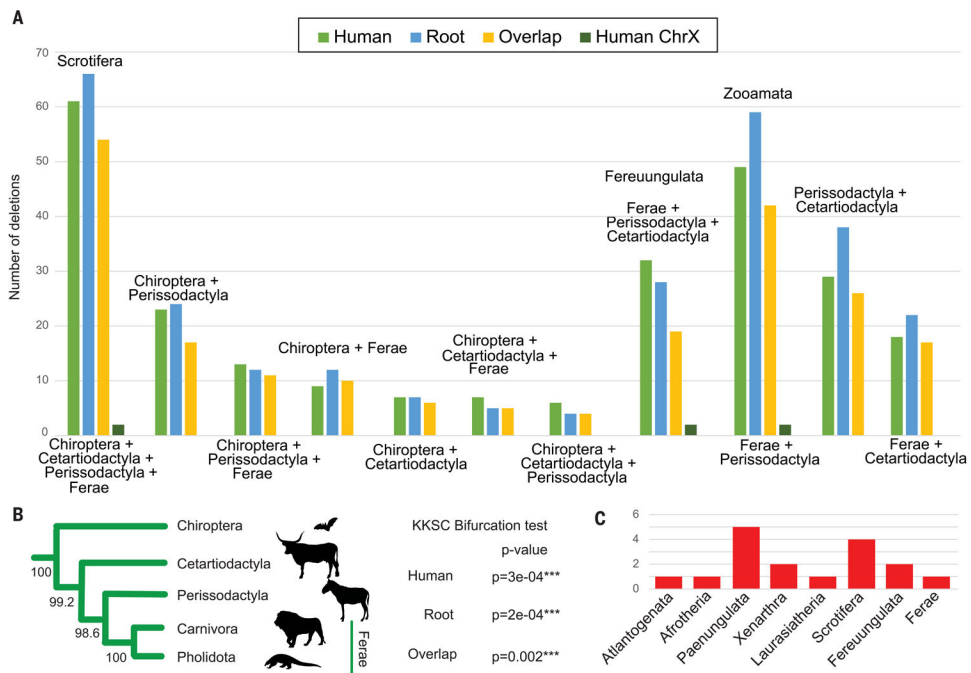 A
Human Root Overlap Human ChrX
Number of deletions
70
60
50
40
30
20
10
0
Scrotifera
Chiroptera +
Perissodactyla
Chiroptera + Ferae
Chiroptera +
Cetartiodactyla +
Ferae
Fereuungulata
Ferae +
Perissodactyla +
Cetartiodactyla
Zooamata
Perissodactyla +
Cetartiodactyla
Chiroptera +
Cetartiodactyla +
Perissodactyla +
Ferae
Chiroptera +
Perissodactyla +
Ferae
Chiroptera +
Cetartiodactyla
Chiroptera +
Cetartiodactyla +
Perissodactyla
Ferae +
Perissodactyla
Ferae +
Cetartiodactyla
B
Chiroptera
Cetartiodactyla
Perissodactyla
Carnivora
Pholidota
100
99.2
98.6
100
Ferae
KKSC Bifurcation test
p-value
Human p=3e-04***
Root p=2e-04***
Overlap p=0.002***
C
6
4
2
0
Atlantogenata
Afrotheria
Paenungulata
Xenanthra
Laurasiatheria
Scrotifera
Fereuungulata
Ferae